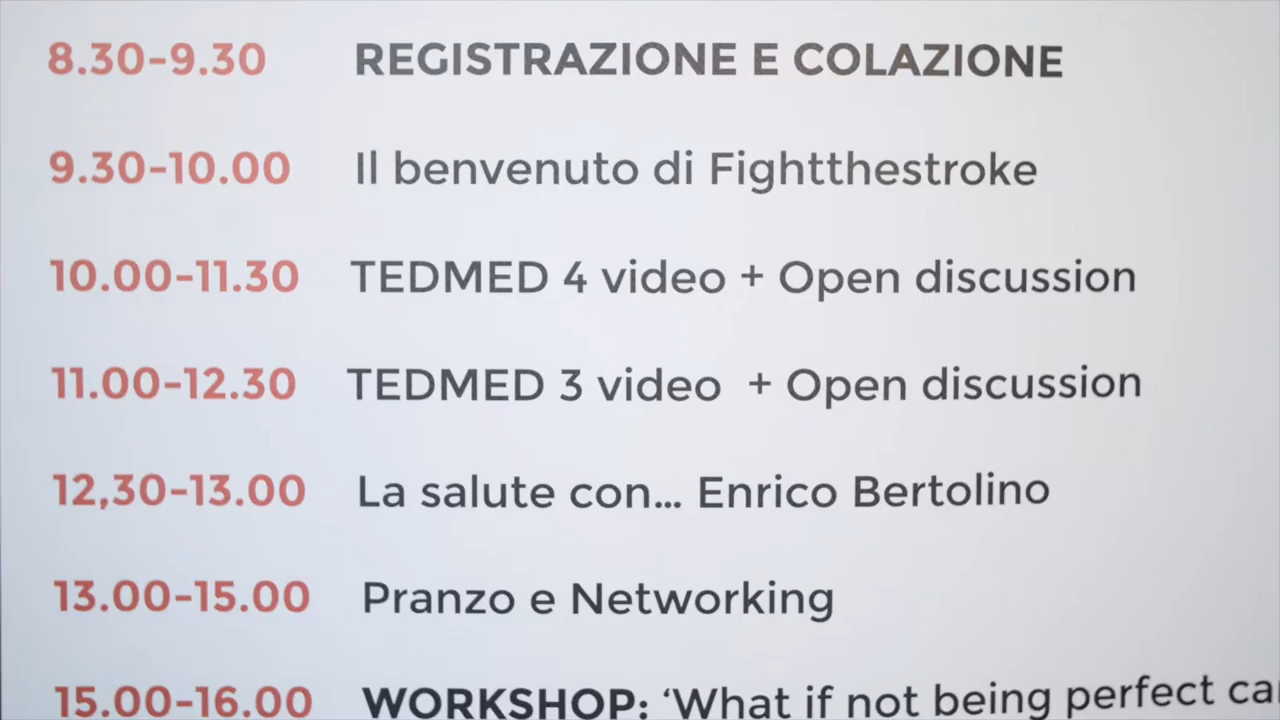 8.30-9.30 REGISTRAZIONE E COLAZIONE
9.30-10.00 Il benvenuto di Fightthestroke
10.00-11.30 TEDMED 4 video + Open discussion
11.00-12.30 TEDMED 3 video + Open discussion
12,30-13.00 La salute con... Enrico Bertolino
13.00-15.00 Pranzo e Networking
15.00-16.00 WORKSHOP: ‘What if not being perfect